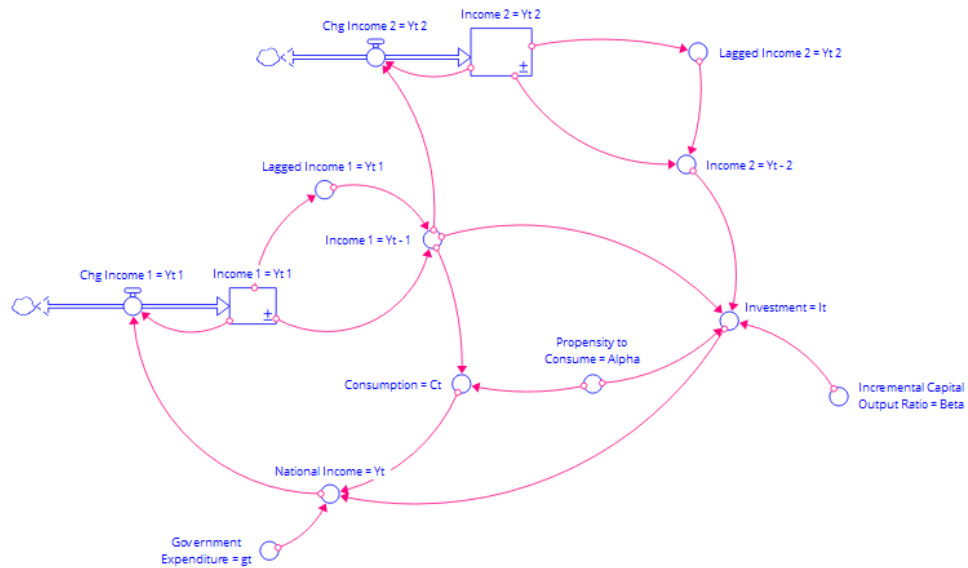 Income 2 = Yt 2
Chg Income 2 = Yt 2
Lagged Income 2 = Yt 2
Lagged Income 1 = Yt 1
Income 2 = Yt - 2
Income 1 = Yt - 1
Chg Income 1 = Yt 1
Income 1 = Yt 1
Investment = It
Propensity to
Consume = Alpha
Consumption = Ct
Incremental Capital
Output Ratio = Beta
National Income = Yt
Government
Expenditure = gt